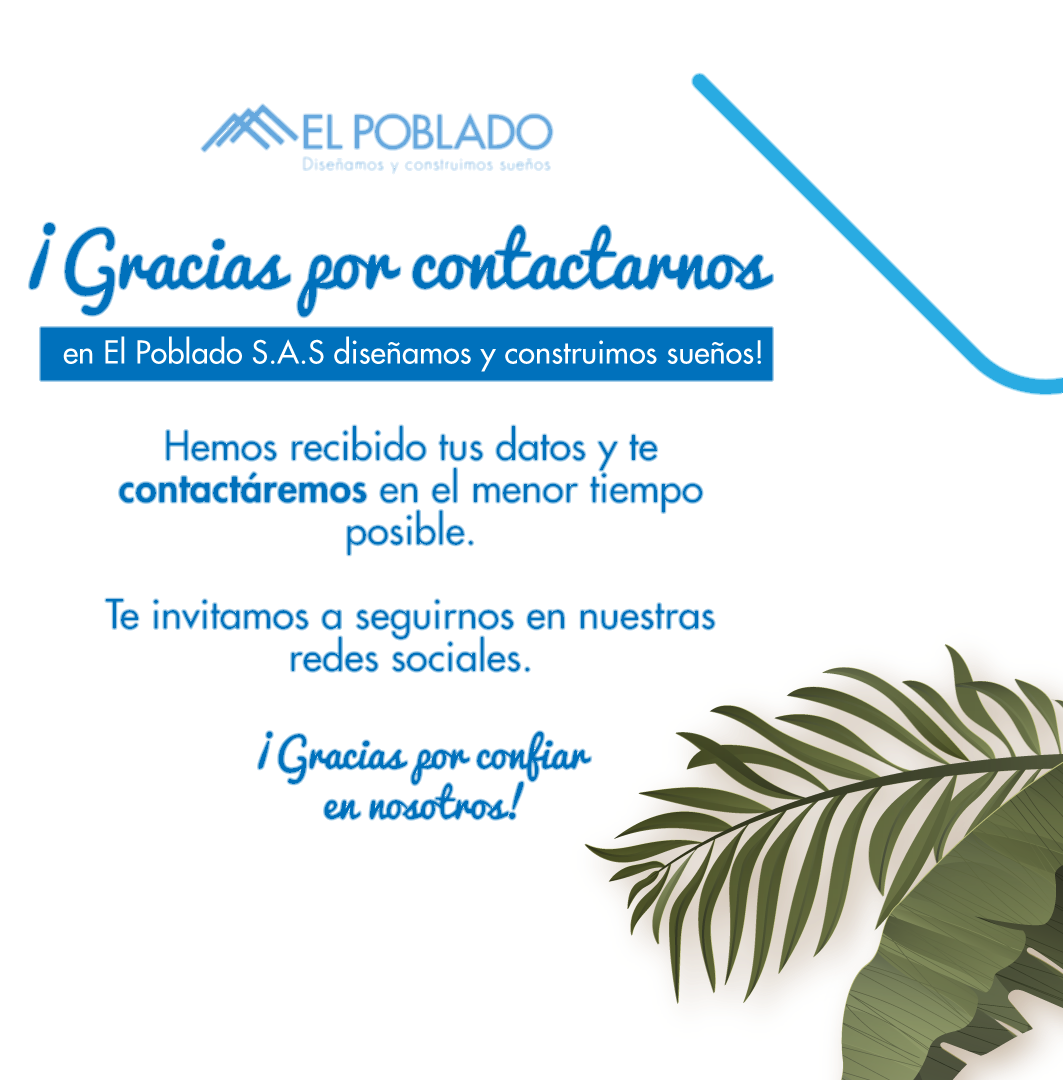 EL POBLADO
Diseñamos y construimos sueños
¡Gracias por contactarnos
en El Poblado S.A.S diseñamos y construimos sueños!
Hemos recibido tus datos y te
contactáremos en el menor tiempo
posible.
Te invitamos a seguirnos en nuestras
redes sociales.
¡Gracias por confiar
en nosotros!